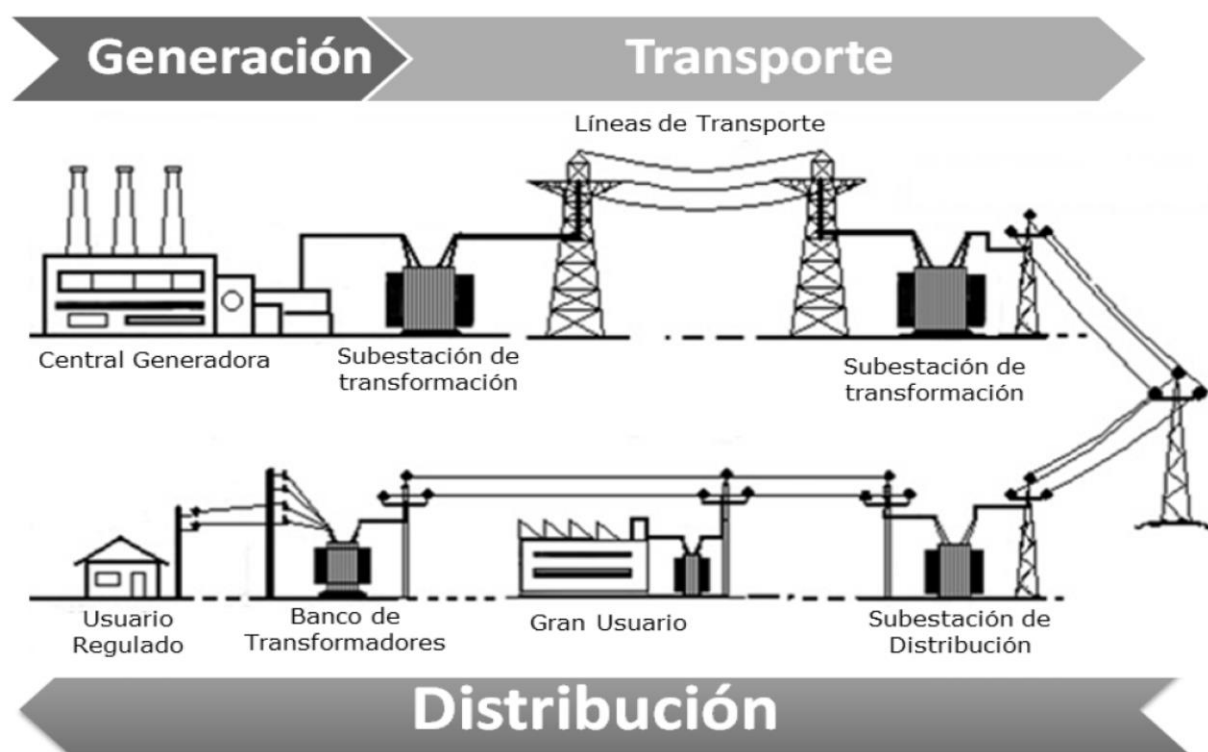 Generación
Transporte
Líneas de Transporte
Central Generadora
Subestación de
transformación
Subestación de
transformación
Usuario
Regulado
Banco de
Transformadores
Gran Usuario
Subestación de
Distribución
Distribución